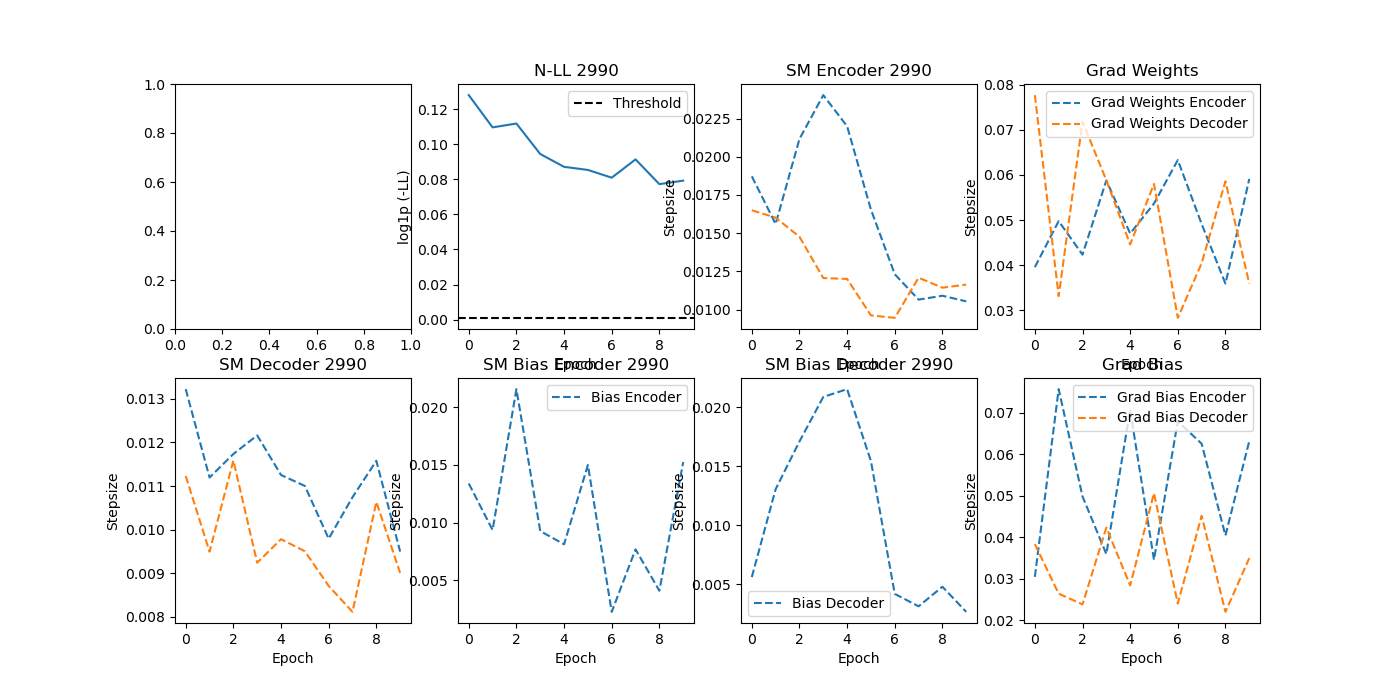 1.0
0.8
0.6
0.4
0.2
0.0
0.0 0.2 0.4 0.6 0.8 1.0
N-LL 2990
Threshold
log1p (-LL)
0.12
0.10
0.08
0.06
0.04
0.02
0.00
0 2 4 6 8
Epoch
SM Encoder 2990
Stepsize
0.0225
0.0200
0.0175
0.0150
0.0125
0.0100
0 2 4 6 8
Epoch
Grad Weights
Grad Weights Encoder
Grad Weights Decoder
Stepsize
0.08
0.07
0.06
0.05
0.04
0.03
0 2 4 6 8
Epoch
SM Decoder 2990
Stepsize
0.013
0.012
0.011
0.010
0.009
0.008
0 2 4 6 8
Epoch
SM Bias Encoder 2990
Bias Encoder
Stepsize
0.020
0.015
0.010
0.005
0 2 4 6 8
Epoch
SM Bias Decoder 2990
Stepsize
0.020
0.015
0.010
0.005
Bias Decoder
0 2 4 6 8
Epoch
Grad Bias
Grad Bias Encoder
Grad Bias Decoder
Stepsize
0.07
0.06
0.05
0.04
0.03
0.02
0 2 4 6 8
Epoch